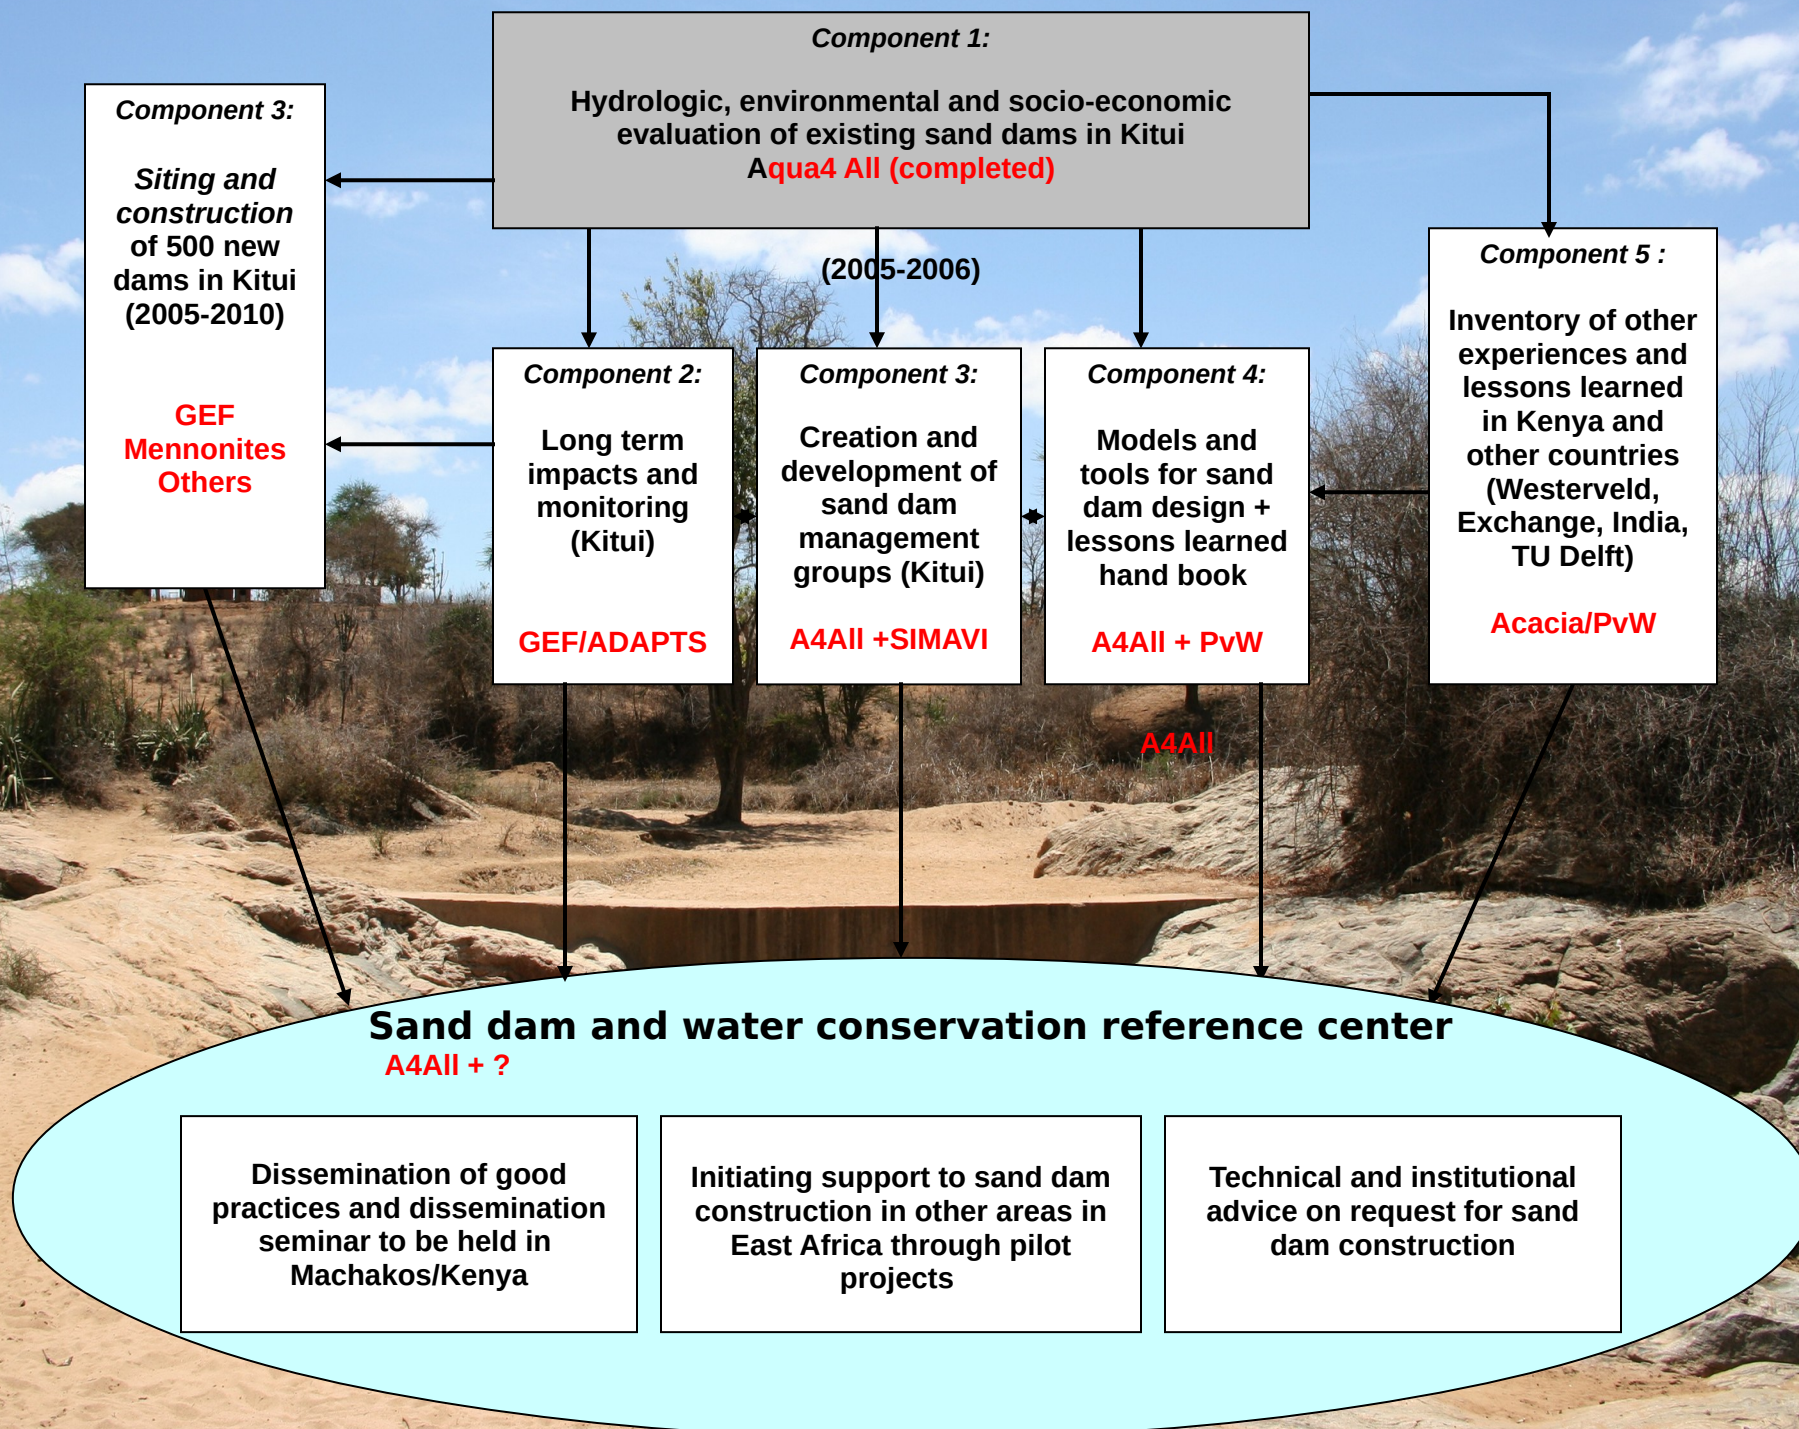 Component 1:
Hydrologic, environmental and socio-economic
evaluation of existing sand dams in Kitui
Aqua4 All (completed)
(2005-2006)
Component 3:
Siting and
construction
of 500 new
dams in Kitui
(2005-2010)
GEF
Mennonites
Others
Component 2:
Long term
impacts and
monitoring
(Kitui)
GEF/ADAPTS
Component 3:
Creation and
development of
sand dam
management
groups (Kitui)
A4All +SIMAVI
Component 4:
Models and
tools for sand
dam design +
lessons learned
hand book
A4All + PvW
A4All
Component 5 :
Inventory of other
experiences and
lessons learned
in Kenya and
other countries
(Westerveld,
Exchange, India,
TU Delft)
Acacia/PvW
Sand dam and water conservation reference center
A4All + ?
Dissemination of good
practices and dissemination
seminar to be held in
Machakos/Kenya
Initiating support to sand dam
construction in other areas in
East Africa through pilot
projects
Technical and institutional
advice on request for sand
dam construction